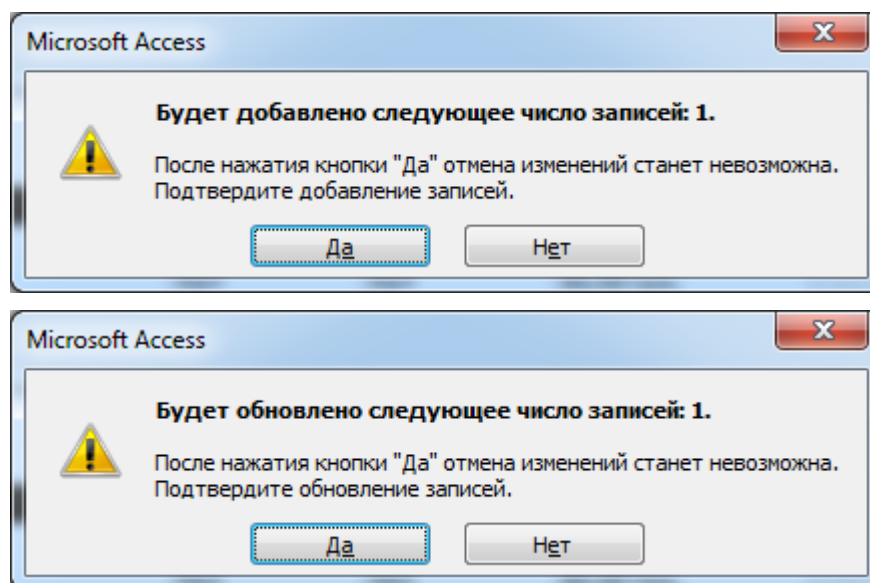 Microsoft Access
Будет добавлено следующее число записей: 1.
После нажатия кнопки "Да" отмена изменений станет невозможна.
Подтвердите добавление записей.
Да
Нет
Microsoft Access
Будет обновлено следующее число записей: 1.
После нажатия кнопки "Да" отмена изменений станет невозможна.
Подтвердите обновление записей.
Да
Нет